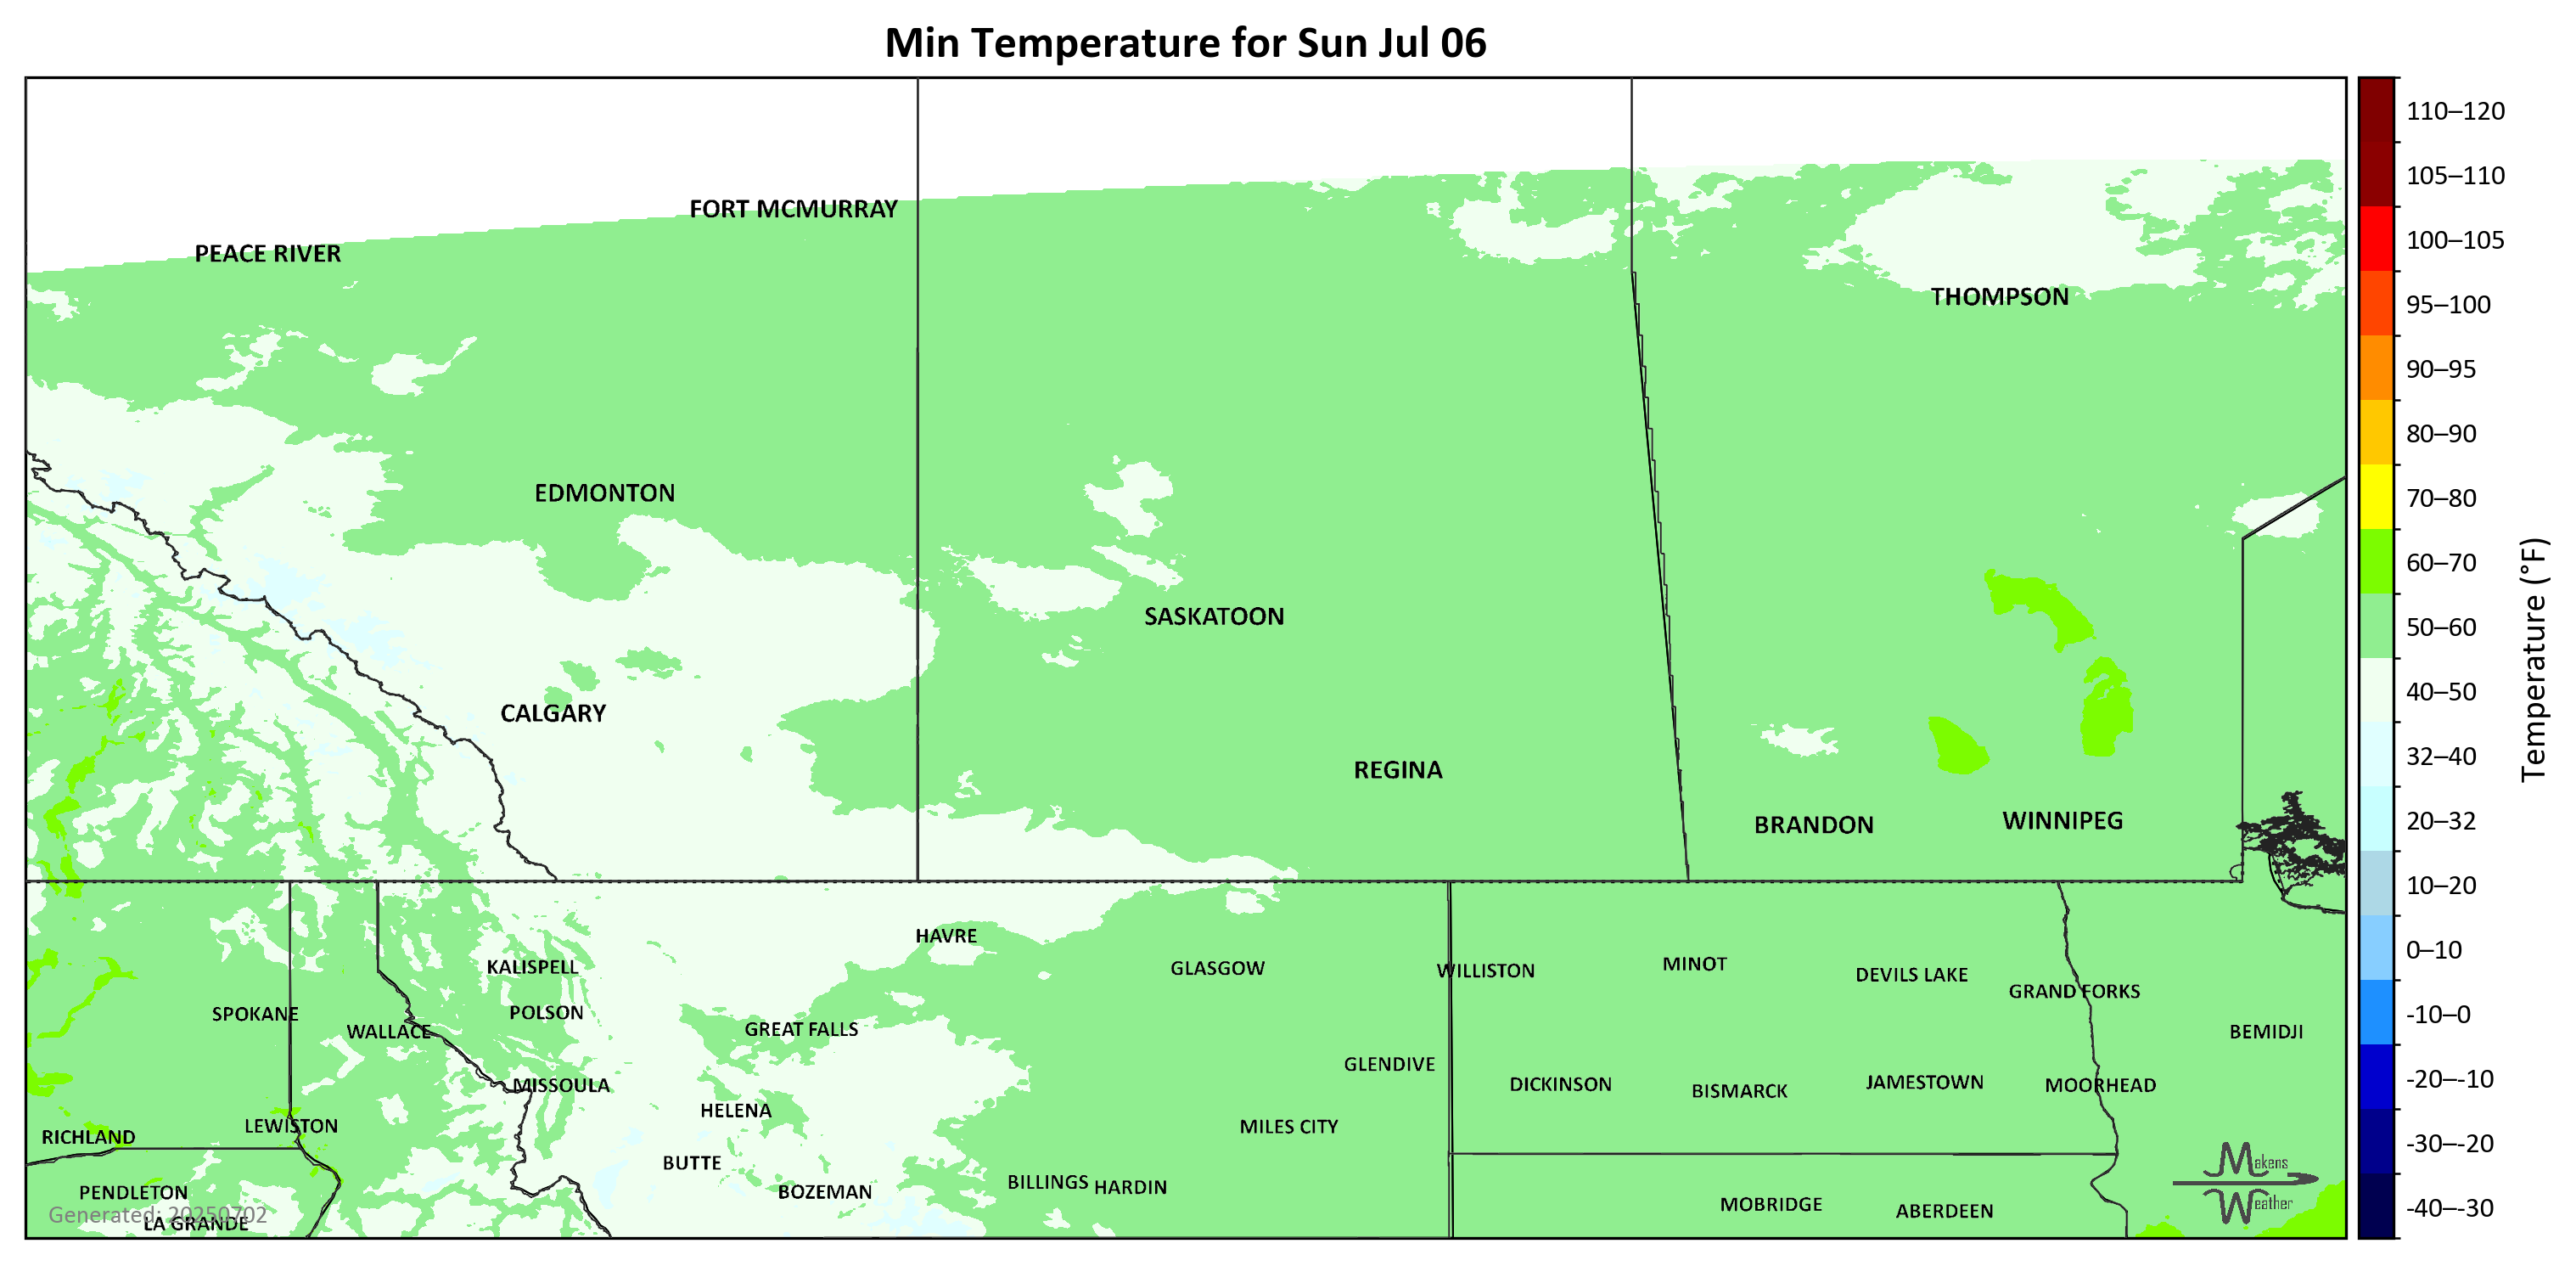 Min Temperature for Sun Jul 06
110–120
105–110
100–105
95–100
90–95
80–90
70–80
60–70
50–60
40–50
32–40
20–32
10–20
0–10
-10–0
-20–-10
-30–-20
-40–-30
Temperature (°F)
FORT MCMURRAY
PEACE RIVER
THOMPSON
EDMONTON
SASKATOON
CALGARY
REGINA
BRANDON
WINNIPEG
HAVRE
KALISPELL
GLASGOW
WILLISTON
MINOT
DEVILS LAKE
GRAND FORKS
SPOKANE
POLSON
WALLACE
GREAT FALLS
BEMIDJI
GLENDIVE
MISSOULA
DICKINSON
BISMARCK
JAMESTOWN
MOORHEAD
HELENA
LEWISTON
MILES CITY
RICHLAND
BUTTE
PENDLETON
BOZEMAN
BILLINGS
HARDIN
MOBRIDGE
ABERDEEN
LA GRANDE
Generated: 20250702
Makens
Weather